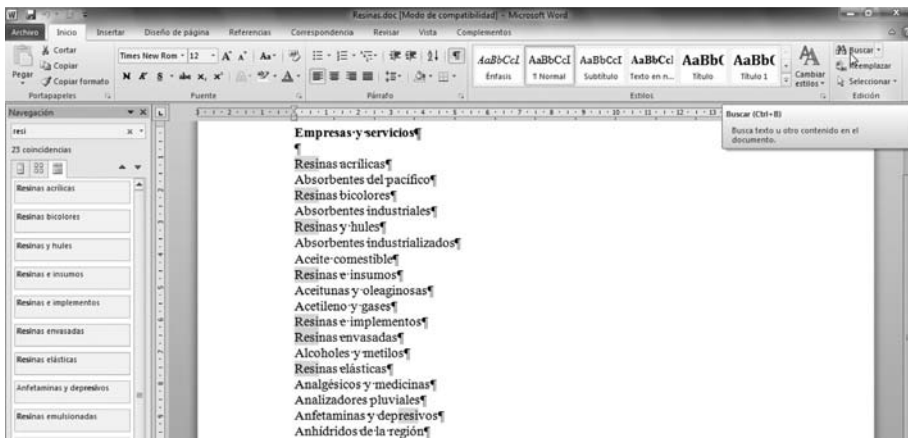 Resinas.doc [Modo de compatibilidad] - Microsoft Word
Archivo Inicio Insertar Diseño de página Referencias Correspondencia Revisar Vista Complementos
Cortar
Copiar
Copiar formato
Pegar
Portapapeles
Times New Rom 12
N K S abc
Fuente
Párrafo
AaBbCcI AaBbCcI AaBbCcI AaBbCcI AaBb( AaBb(
Énfasis ¶ Normal Subtítulo Texto en n... Título Título 1
Cambiar estilos
Estilos
Buscar
Reemplazar
Seleccionar
Edición
Buscar (Ctrl+B)
Busca texto u otro contenido en el
documento.
Navegación
resi
23 coincidencias
Resinas acrílicas
Resinas bicolores
Resinas y hules
Resinas e insumos
Resinas e implementos
Resinas envasadas
Resinas elásticas
Anfetaminas y depresivos
Resinas emulsionadas
Empresas·y·servicios¶
¶
Resinas·acrílicas¶
Absorbentes·del·pacífico¶
Resinas·bicolores¶
Absorbentes·industriales¶
Resinas·y·hules¶
Absorbentes·industrializados¶
Aceite·comestible¶
Resinas·e·insumos¶
Aceitunas·y·oleaginosas¶
Acetileno·y·gases¶
Resinas·e·implementos¶
Resinas·envasadas¶
Alcoholes·y·metilos¶
Resinas·elásticas¶
Analgésicos·y·medicinas¶
Analizadores·pluviales¶
Anfetaminas·y·depresivos¶
Anhídridos·de·la·región¶